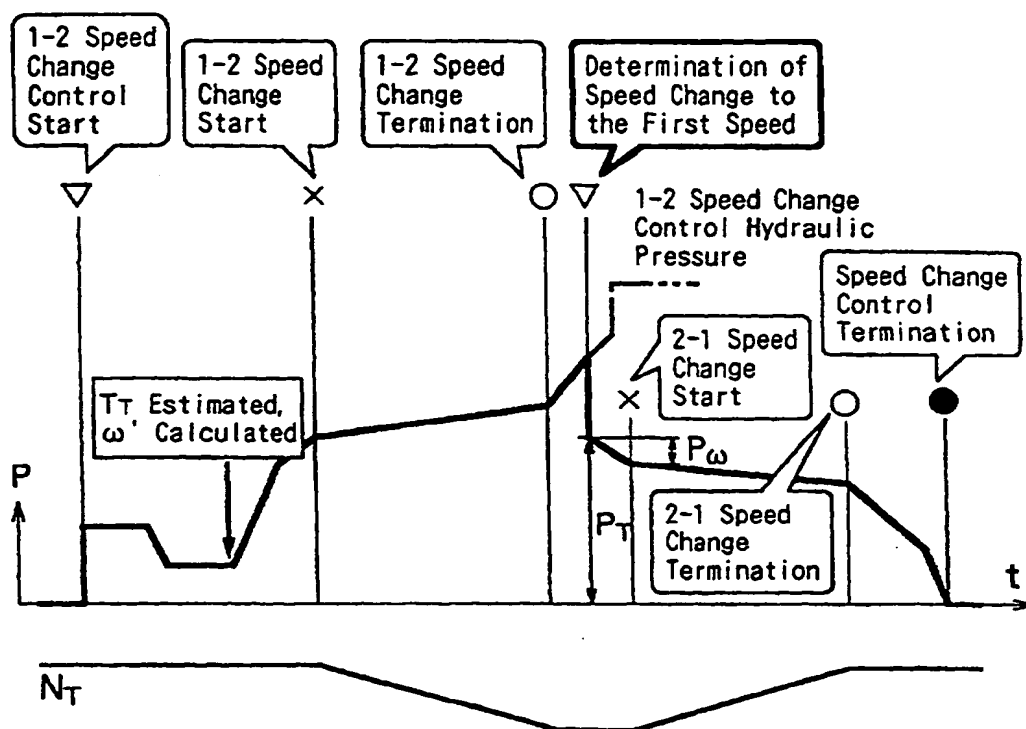 1-2 Speed
Change
Control
Start
1-2 Speed
Change
Start
1-2 Speed
Change
Termination
Determination of
Speed Change to
the First Speed
1-2 Speed Change
Control Hydraulic
Pressure
Speed Change
Control
Termination
2-1 Speed
Change
Start
TT Estimated,
ω' Calculated
P
Pω
PT
2-1 Speed
Change
Termination
t
NT